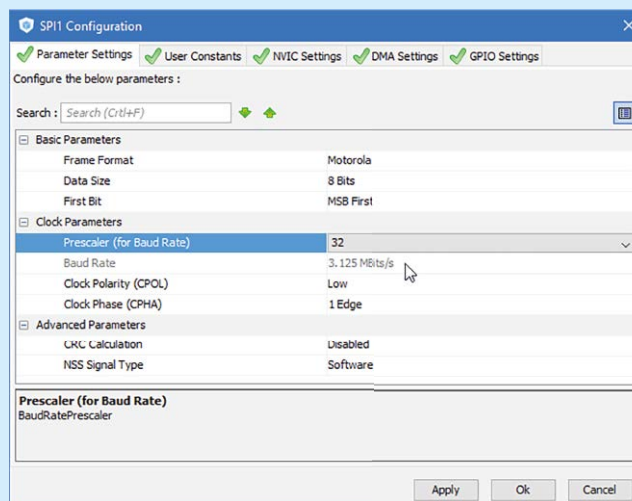 SPI1 Configuration
Parameter Settings User Constants NVIC Settings DMA Settings GPIO Settings
Configure the below parameters :
Search : Search (Crtl+F)
Basic Parameters
Frame Format Motorola
Data Size 8 Bits
First Bit MSB First
Clock Parameters
Prescaler (for Baud Rate) 32
Baud Rate 3.125 MBits/s
Clock Polarity (CPOL) Low
Clock Phase (CPHA) 1 Edge
Advanced Parameters
CRC Calculation Disabled
NSS Signal Type Software
Prescaler (for Baud Rate)
BaudRatePrescaler
Apply Ok Cancel